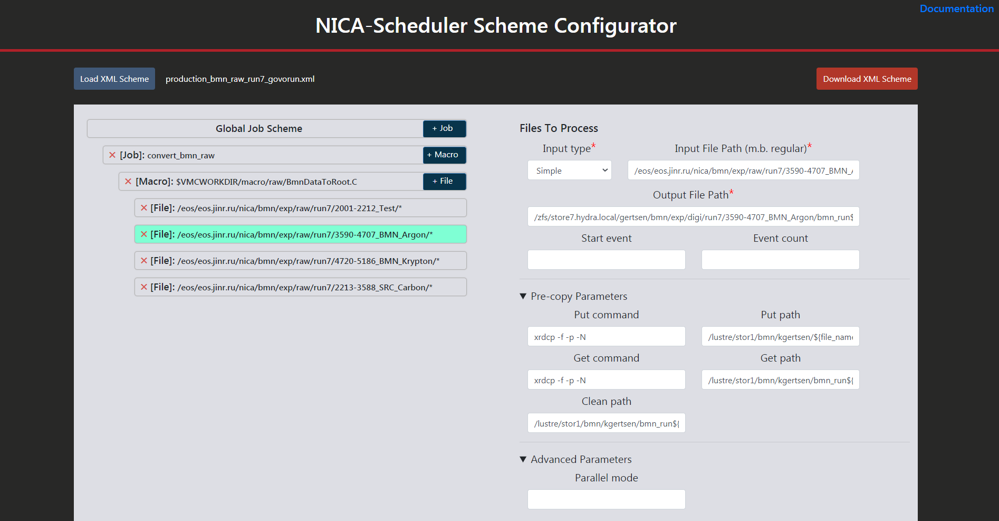 Documentation
NICA-Scheduler Scheme Configurator
Load XML Scheme
production_bmn_raw_run7_govorun.xml
Download XML Scheme
Global Job Scheme
+ Job
✕ [Job]: convert_bmn_raw
+ Macro
✕ [Macro]: $VMCWORKDIR/macro/raw/BmnDataToRoot.C
+ File
✕ [File]: /eos/eos.jinr.ru/nica/bmn/exp/raw/run7/2001-2212_Test/*
✕ [File]: /eos/eos.jinr.ru/nica/bmn/exp/raw/run7/3590-4707_BMN_Argon/*
✕ [File]: /eos/eos.jinr.ru/nica/bmn/exp/raw/run7/4720-5186_BMN_Krypton/*
✕ [File]: /eos/eos.jinr.ru/nica/bmn/exp/raw/run7/2213-3588_SRC_Carbon/*
Files To Process
Input type*
Input File Path (m.b. regular)*
Simple
/eos/eos.jinr.ru/nica/bmn/exp/raw/run7/3590-4707_BMN_
Output File Path*
/zfs/store7.hydra.local/gertsen/bmn/exp/digi/run7/3590-4707_BMN_Argon/bmn_run$
Start event
Event count
▼ Pre-copy Parameters
Put command
Put path
xrdcp -f -p -N
/lustre/stor1/bmn/kgertsen/${file_name
Get command
Get path
xrdcp -f -p -N
/lustre/stor1/bmn/kgertsen/bmn_run${
Clean path
/lustre/stor1/bmn/kgertsen/bmn_run${
▼ Advanced Parameters
Parallel mode